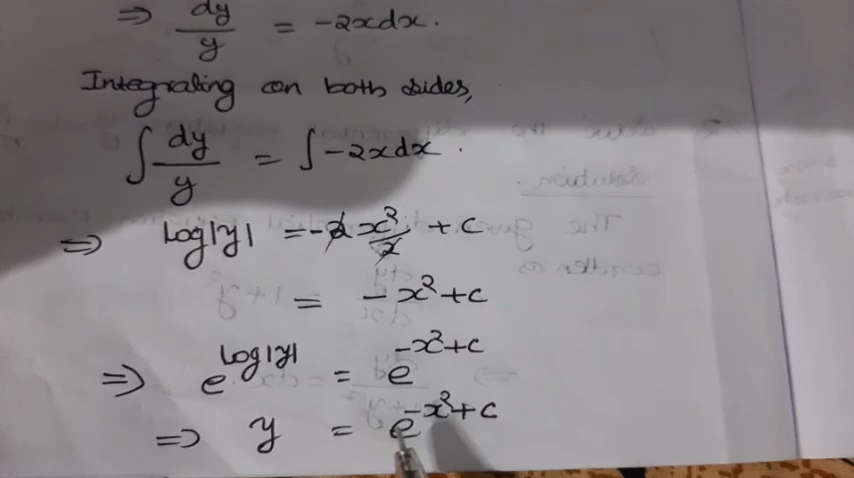 ⇒ dy/y = -2xdx.
Integrating on both sides,
∫ dy/y = ∫ -2xdx.
⇒ log|y| = -2 x²/2 + c
= -x² + c
⇒ e^log|y| = e^(-x²+c)
⇒ y = e^(-x²+c)